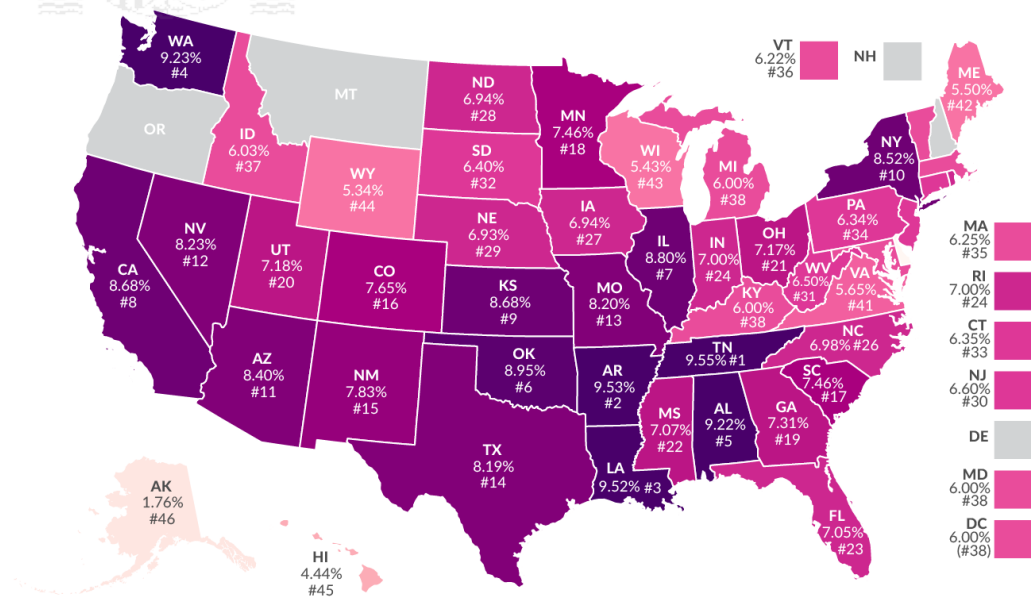 WA
9.23%
#4
OR
ID
6.03%
#37
MT
ND
6.94%
#28
MN
7.46%
#18
VT
6.22%
#36
NH
ME
5.50%
#42
NY
8.52%
#10
WI
5.43%
#43
MI
6.00%
#38
SD
6.40%
#32
WY
5.34%
#44
NV
8.23%
#12
CA
8.68%
#8
UT
7.18%
#20
CO
7.65%
#16
NE
6.93%
#29
IA
6.94%
#27
IL
8.80%
#7
IN
7.00%
#24
OH
7.17%
#21
PA
6.34%
#34
MA
6.25%
#35
RI
7.00%
#24
CT
6.35%
#33
NJ
6.60%
#30
DE
MD
6.00%
#38
DC
6.00%
(#38)
WV
6.50%
#31
VA
5.65%
#41
KY
6.00%
#38
KS
8.68%
#9
MO
8.20%
#13
NC
6.98% #26
TN
9.55% #1
SC
7.46%
#17
AZ
8.40%
#11
NM
7.83%
#15
OK
8.95%
#6
AR
9.53%
#2
MS
7.07%
#22
AL
9.22%
#5
GA
7.31%
#19
TX
8.19%
#14
LA
9.52% #3
FL
7.05%
#23
AK
1.76%
#46
HI
4.44%
#45